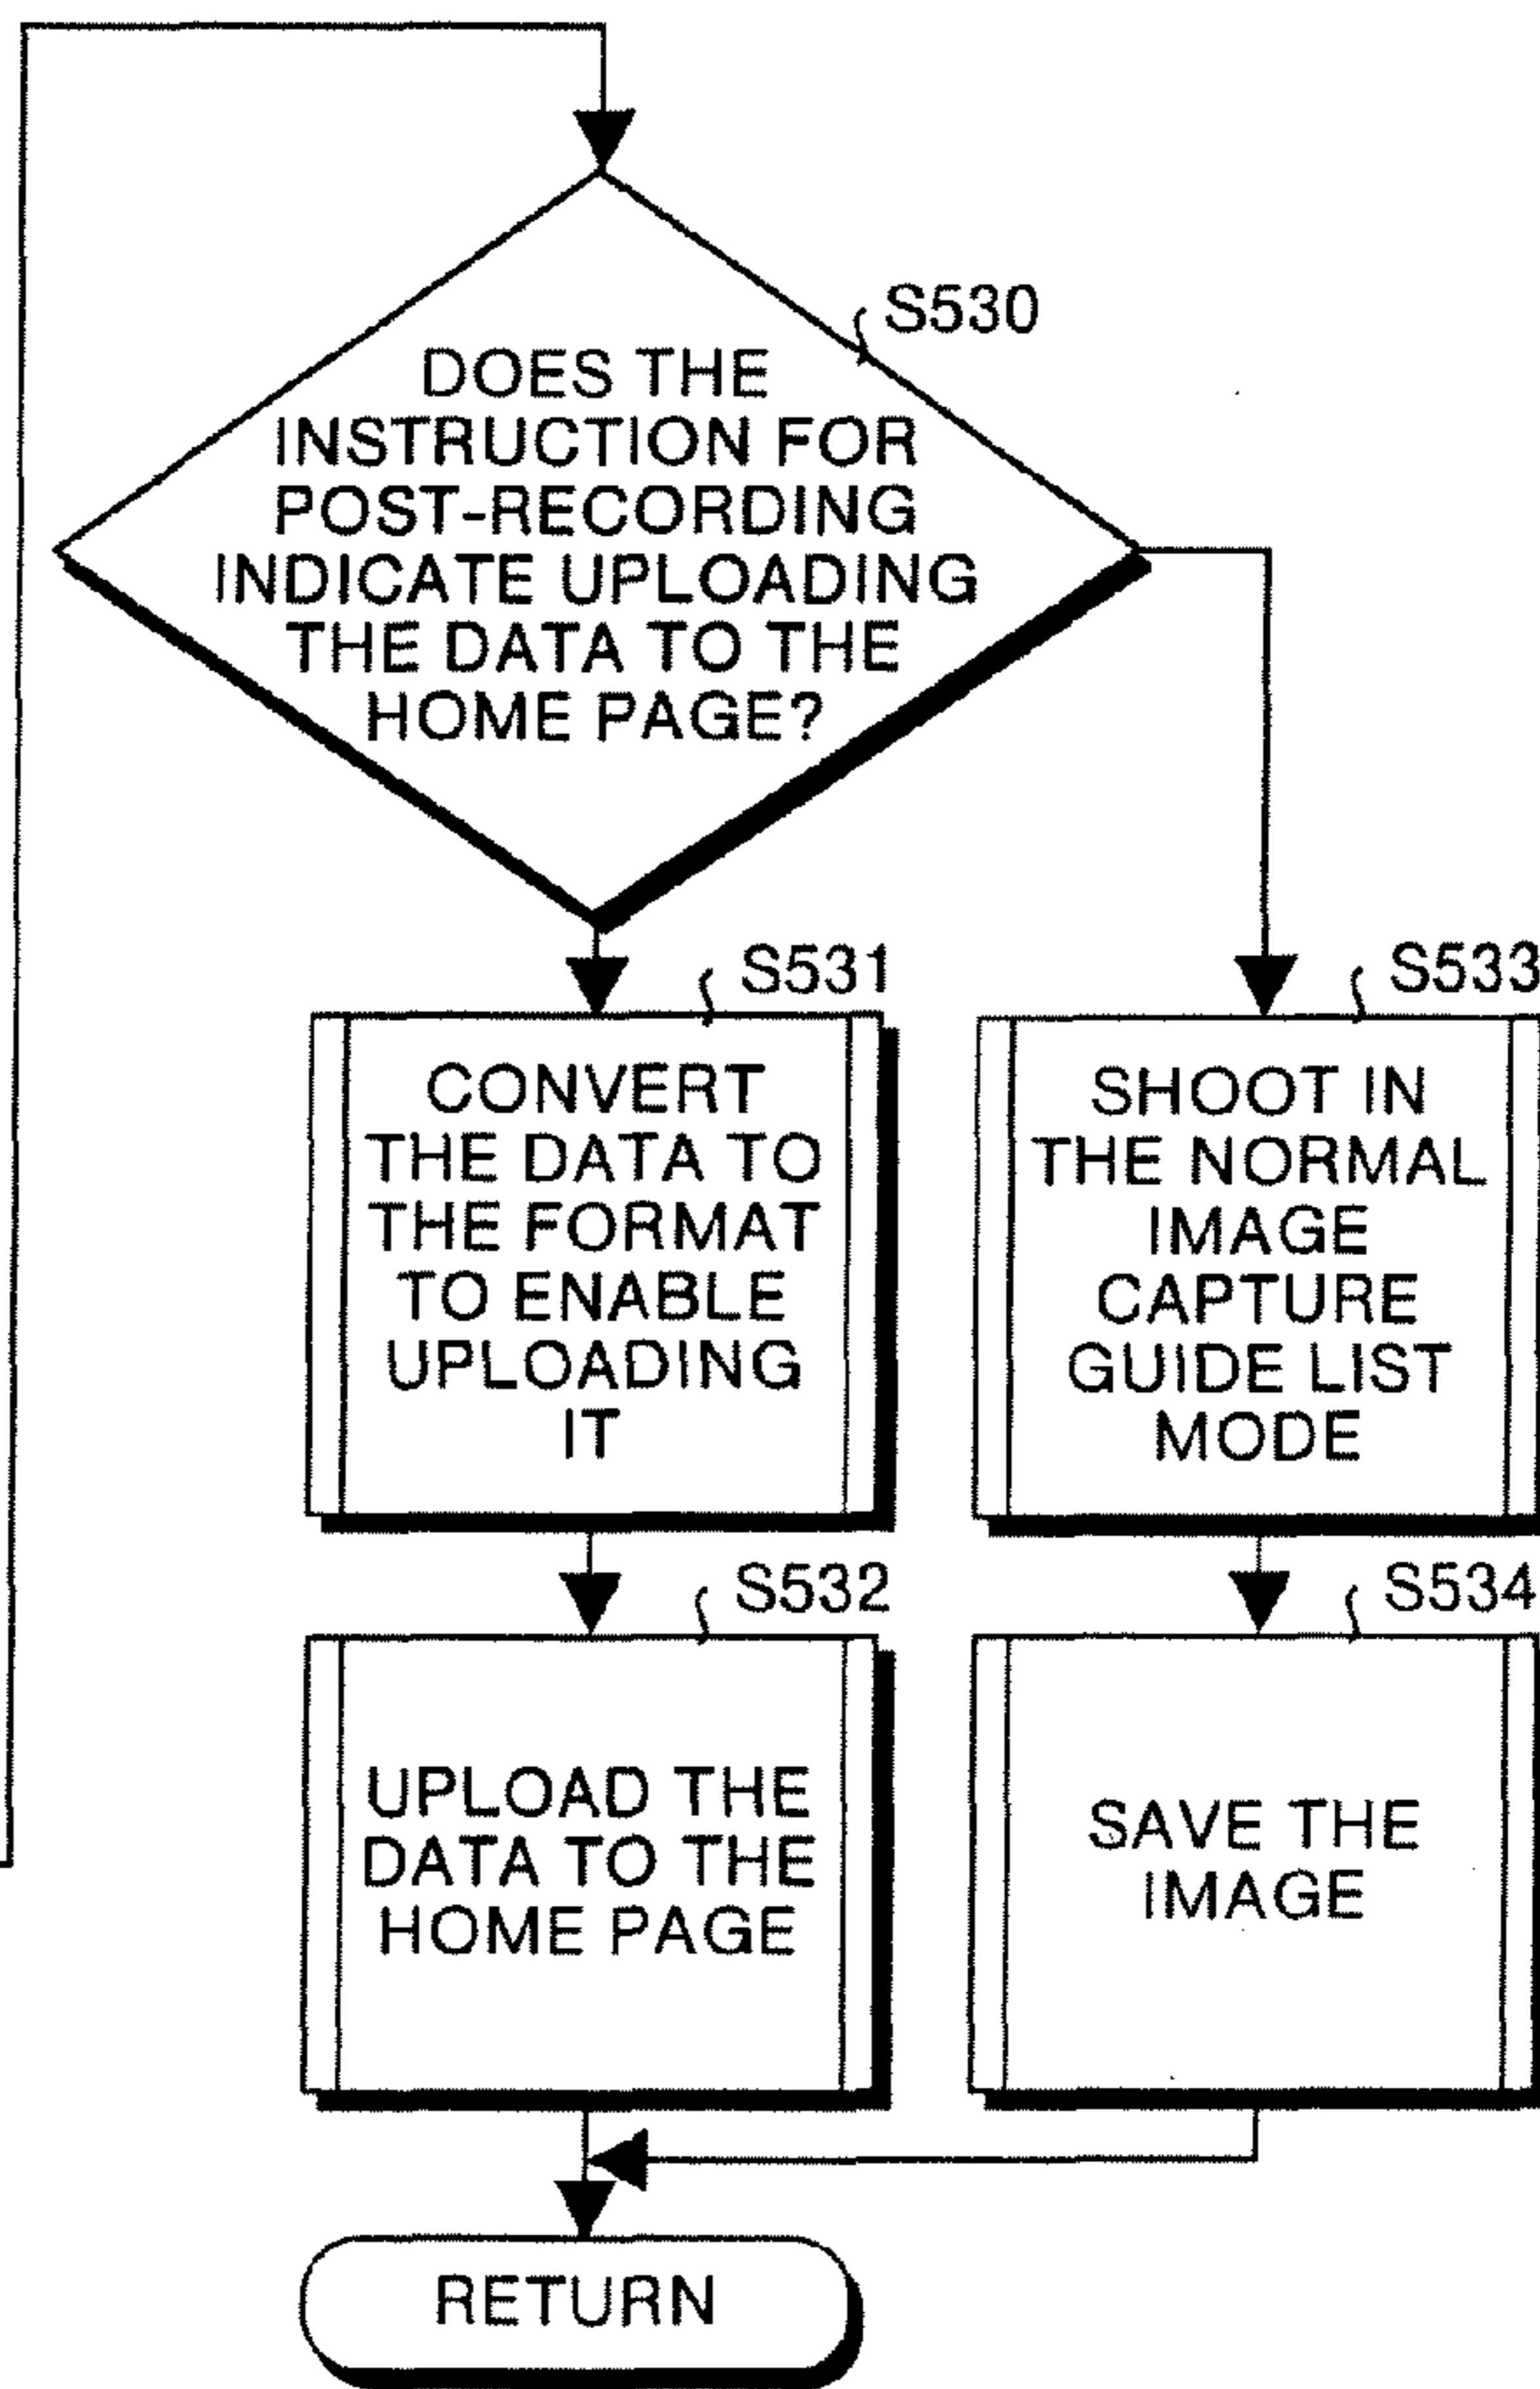 S530
DOES THE
INSTRUCTION FOR
POST-RECORDING
INDICATE UPLOADING
THE DATA TO THE
HOME PAGE?
S531
CONVERT
THE DATA TO
THE FORMAT
TO ENABLE
UPLOADING
IT
S533
SHOOT IN
THE NORMAL
IMAGE
CAPTURE
GUIDE LIST
MODE
S532
UPLOAD THE
DATA TO THE
HOME PAGE
S534
SAVE THE
IMAGE
RETURN